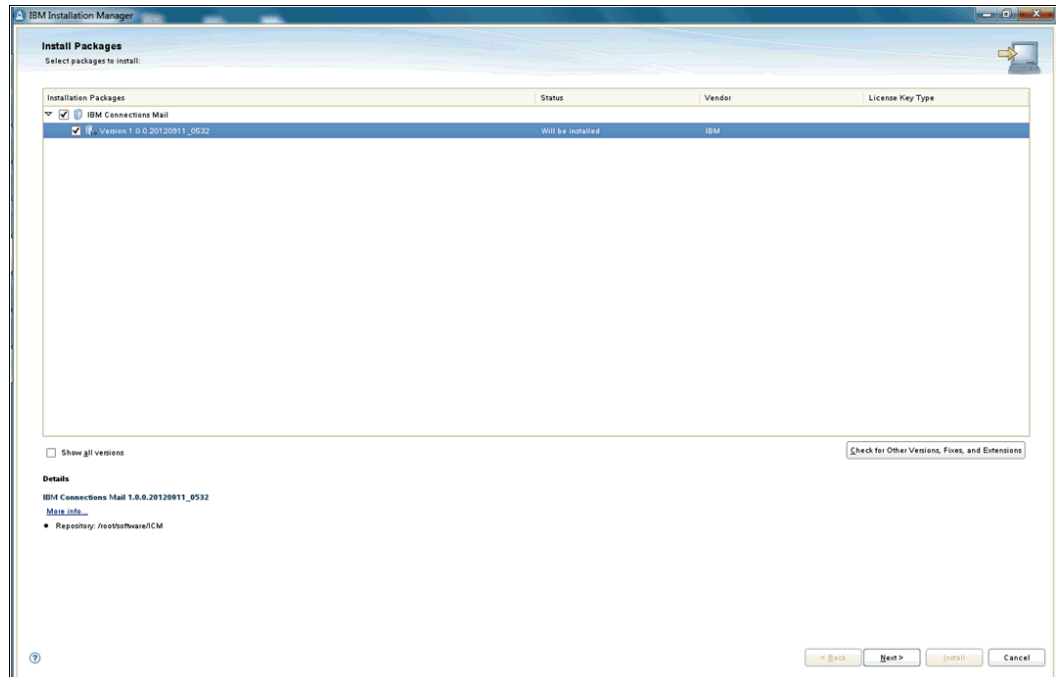 IBM Installation Manager
Install Packages
Select packages to install:
Installation Packages Status Vendor License Key Type
IBM Connections Mail
Version 1.0.0.20120911_0532 Will be installed IBM
Show all versions
Check for Other Versions, Fixes, and Extensions
Details
IBM Connections Mail 1.0.0.20120911_0532
More info...
Repository: /root/software/ICM
< Back Next > Install Cancel